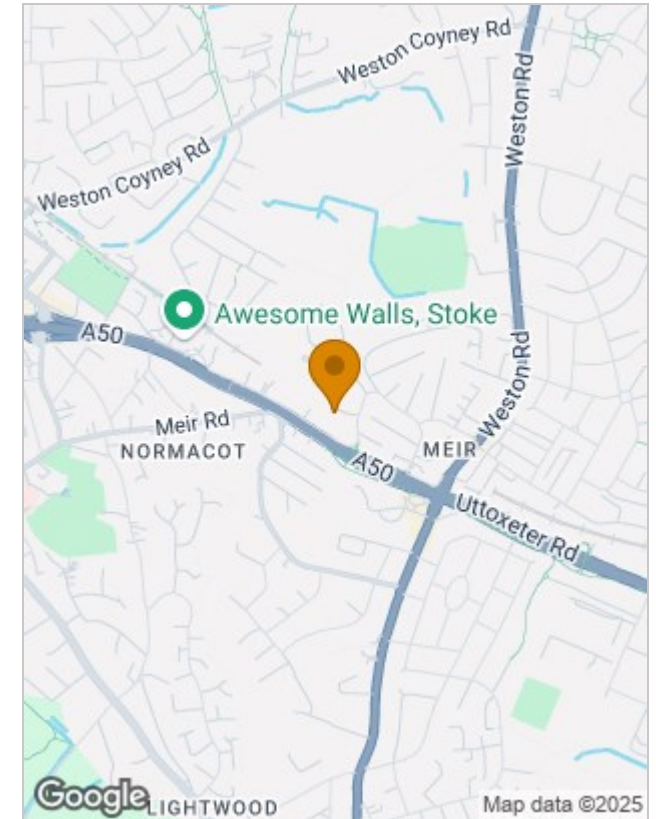 Weston Coyney Rd
Weston Rd
Weston Coyney Rd
Awesome Walls, Stoke
A50
Weston Rd
Meir Rd
NORMACOT
MEIR
A50
Uttoxeter Rd
Google
LIGHTWOOD
Map data ©2025